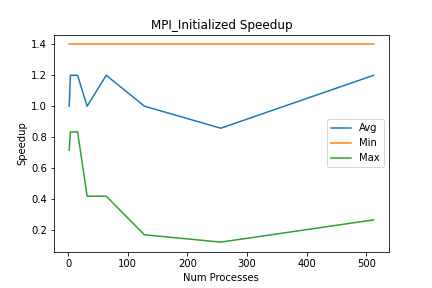 MPI_Initialized Speedup
1.4
1.2
1.0
0.8
0.6
0.4
0.2
Speedup
Avg
Min
Max
0 100 200 300 400 500
Num Processes